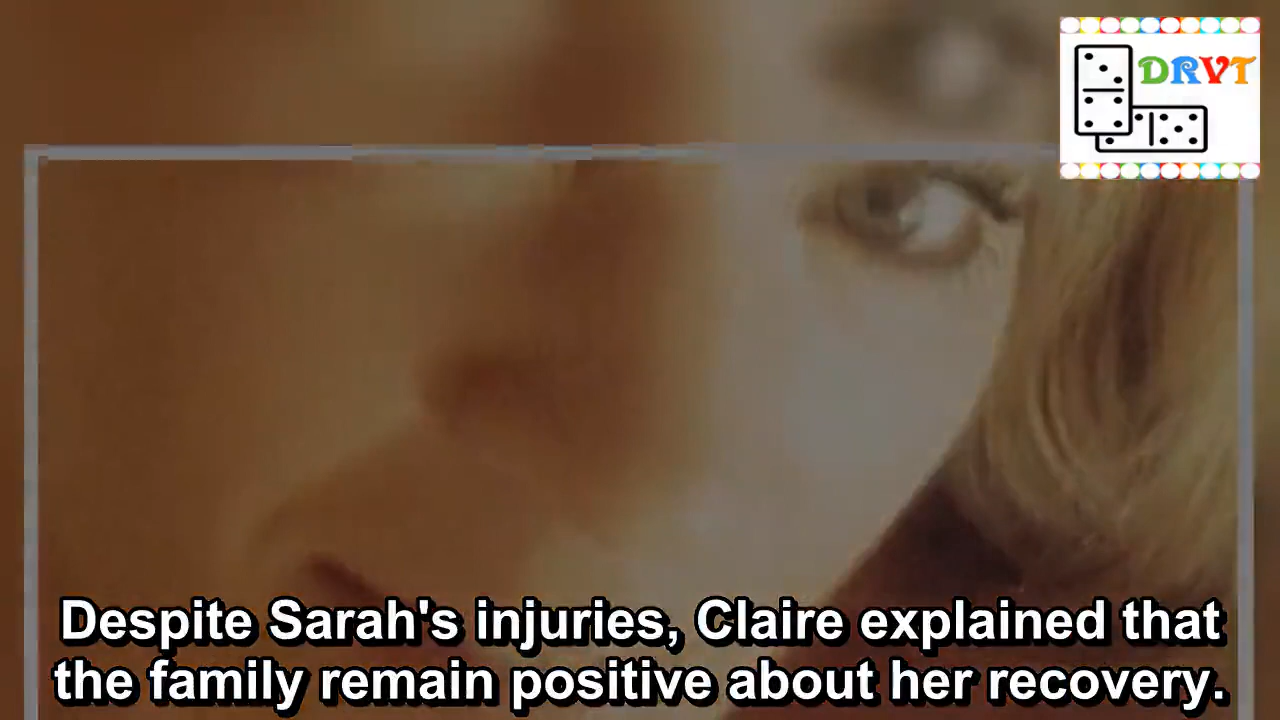 DRVT
Despite Sarah's injuries, Claire explained that
the family remain positive about her recovery.